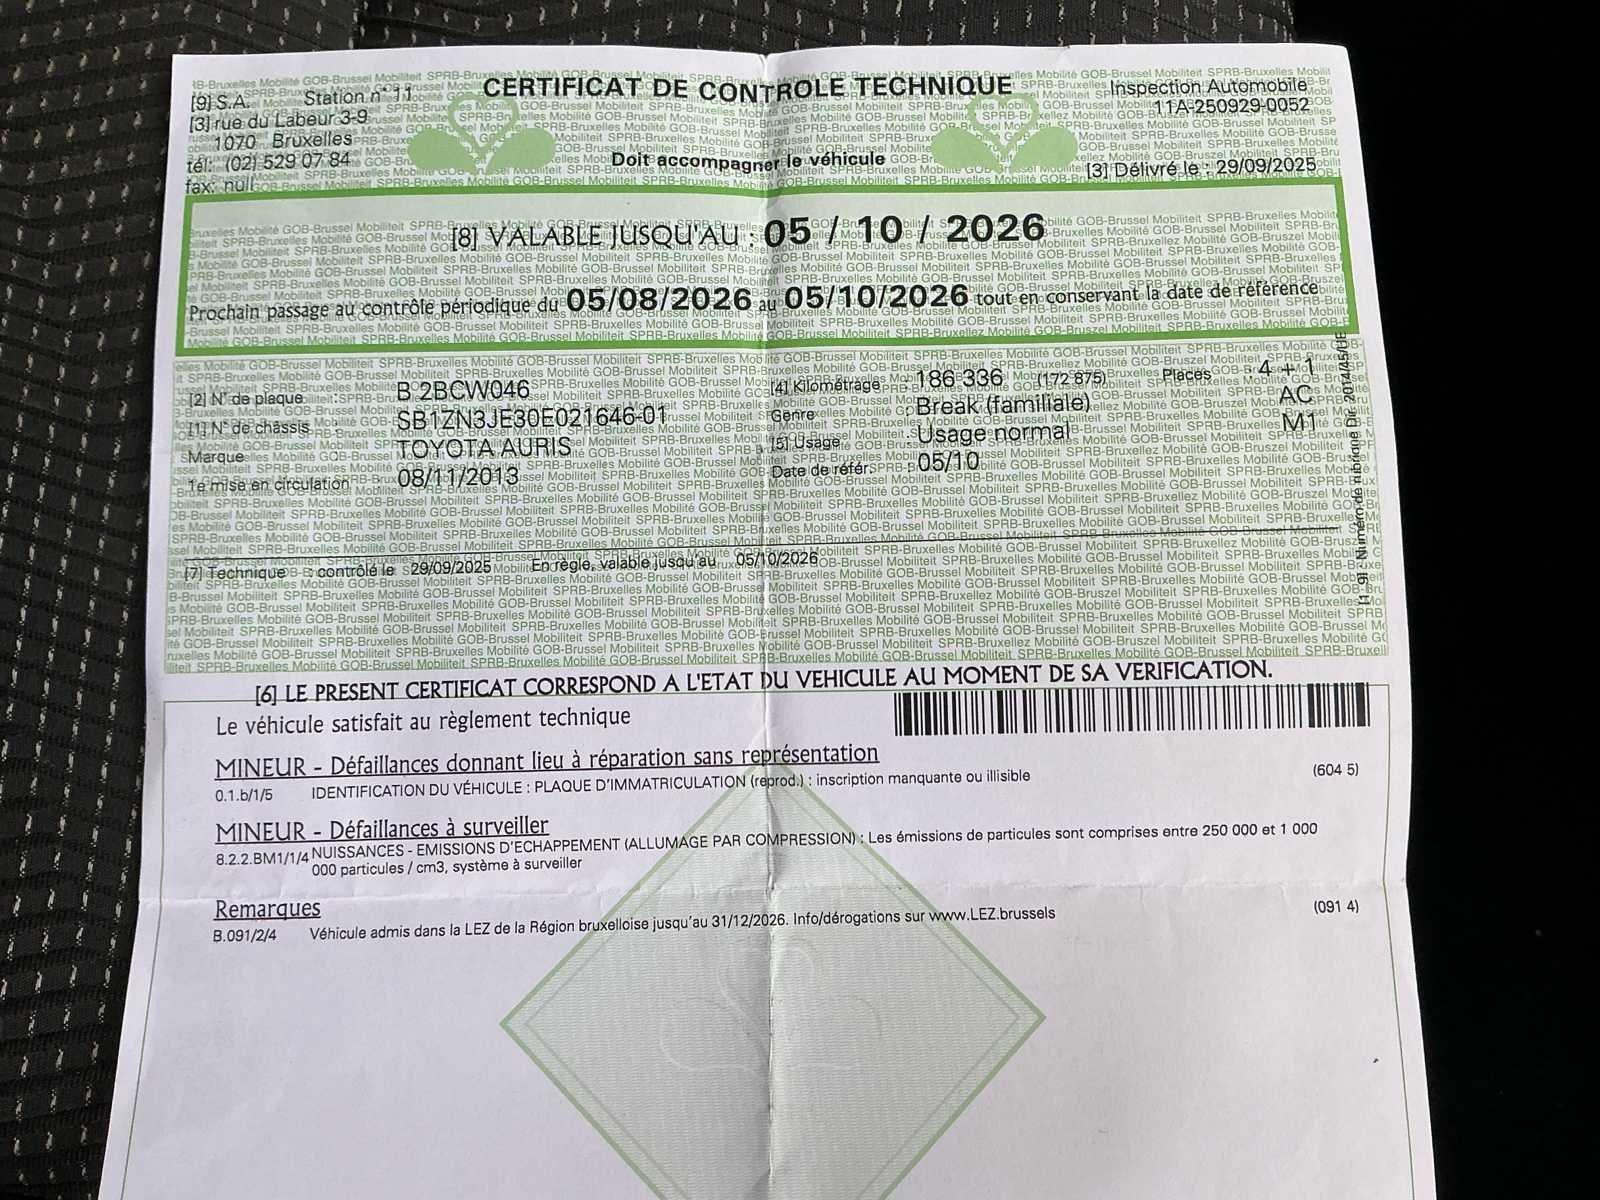 CERTIFICAT DE CONTROLE TECHNIQUE
[9] S.A. Station n° 11
[3] rue du Labeur 3-9
1070 Bruxelles
tél: (02) 529 07 84
fax: null
Inspection Automobile
11A-250929-0052
Doit accompagner le véhicule
[3] Délivré le : 29/09/2025
[8] VALABLE JUSQU'AU : 05 / 10 / 2026
Prochain passage au contrôle périodique du 05/08/2026 au 05/10/2026 tout en conservant la date de référence
[2] N° de plaque : B 2BCW046
[1] N° de châssis SB1ZN3JE30E021646-01
Marque TOYOTA AURIS
1e mise en circulation 08/11/2013
[4] Kilométrage : 186 336 (172 875) Places 4 + 1
Genre : Break (familiale) AC
[5] Usage : Usage normal M1
Date de référ. : 05/10
[7] Technique : contrôlé le 29/09/2025 En règle, valable jusqu'au 05/10/2026
[1-9] : Numéro de rubrique Dir. 2014/45/UE
[6] LE PRESENT CERTIFICAT CORRESPOND A L'ETAT DU VEHICULE AU MOMENT DE SA VERIFICATION.
Le véhicule satisfait au règlement technique
MINEUR - Défaillances donnant lieu à réparation sans représentation
0.1.b/1/5 IDENTIFICATION DU VÉHICULE : PLAQUE D'IMMATRICULATION (reprod.) : inscription manquante ou illisible (604 5)
MINEUR - Défaillances à surveiller
8.2.2.BM1/1/4 NUISSANCES - EMISSIONS D'ECHAPPEMENT (ALLUMAGE PAR COMPRESSION) : Les émissions de particules sont comprises entre 250 000 et 1 000
000 particules / cm3, système à surveiller
Remarques
B.091/2/4 Véhicule admis dans la LEZ de la Région bruxelloise jusqu'au 31/12/2026. Info/dérogations sur www.LEZ.brussels (091 4)